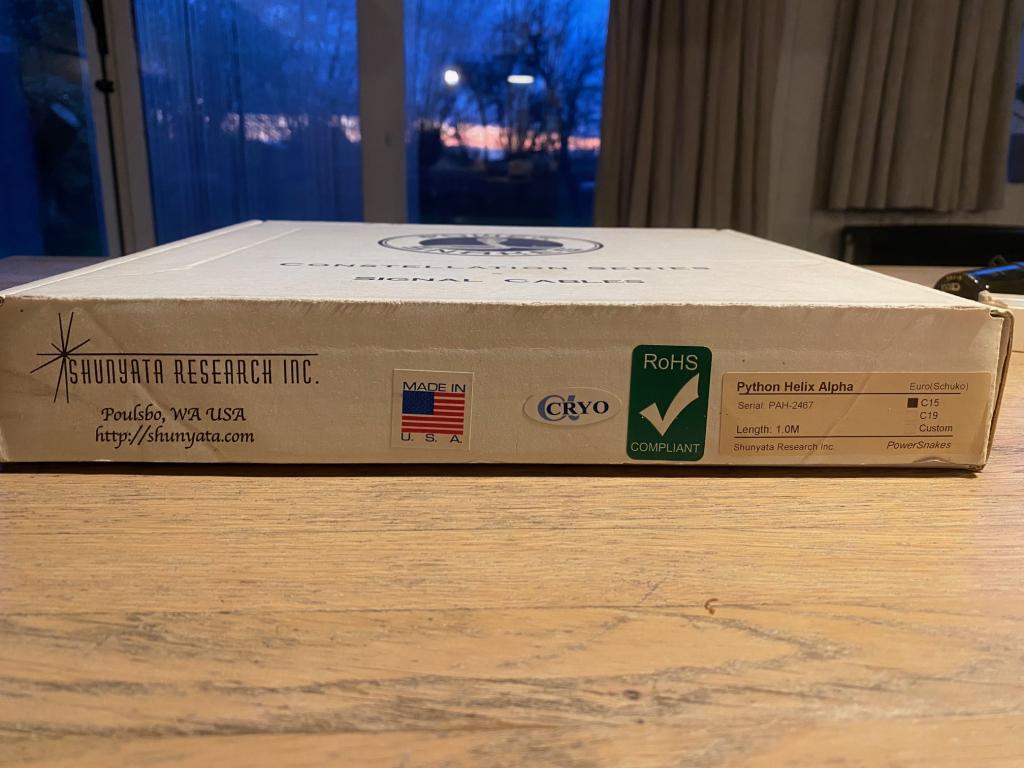 CONSTELLATION SERIES
SIGNAL CABLES
SHUNYATA RESEARCH INC.
Poulsbo, WA USA
http://shunyata.com
MADE IN
U. S. A.
CRYO
RoHS
COMPLIANT
Python Helix Alpha
Euro(Schuko)
Serial: PAH-2467
C15
C19
Length: 1.0M
Custom
Shunyata Research Inc.
PowerSnakes